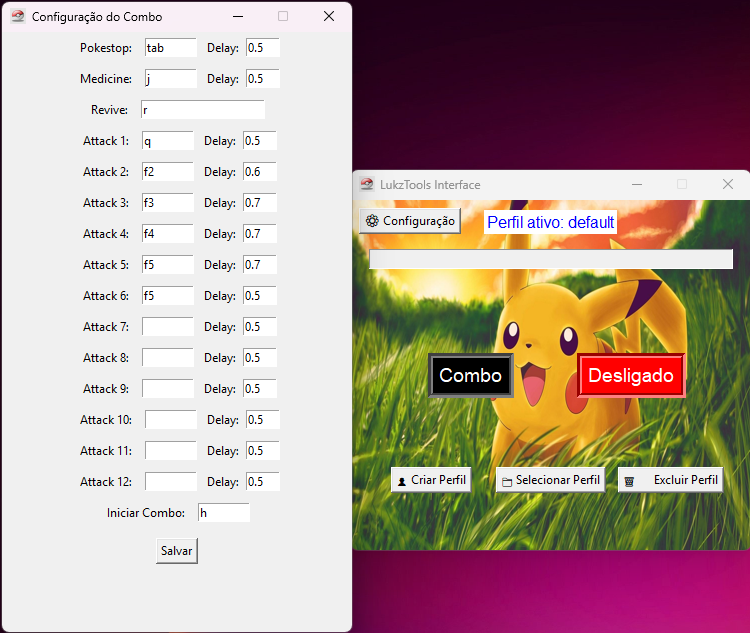 Configuração do Combo
Pokestop: tab Delay: 0.5
Medicine: j Delay: 0.5
Revive: r
Attack 1: q Delay: 0.5
Attack 2: f2 Delay: 0.6
Attack 3: f3 Delay: 0.7
Attack 4: f4 Delay: 0.7
Attack 5: f5 Delay: 0.7
Attack 6: f5 Delay: 0.5
Attack 7: Delay: 0.5
Attack 8: Delay: 0.5
Attack 9: Delay: 0.5
Attack 10: Delay: 0.5
Attack 11: Delay: 0.5
Attack 12: Delay: 0.5
Iniciar Combo: h
Salvar
LukzTools Interface
Configuração Perfil ativo: default
Combo Desligado
Criar Perfil Selecionar Perfil Excluir Perfil